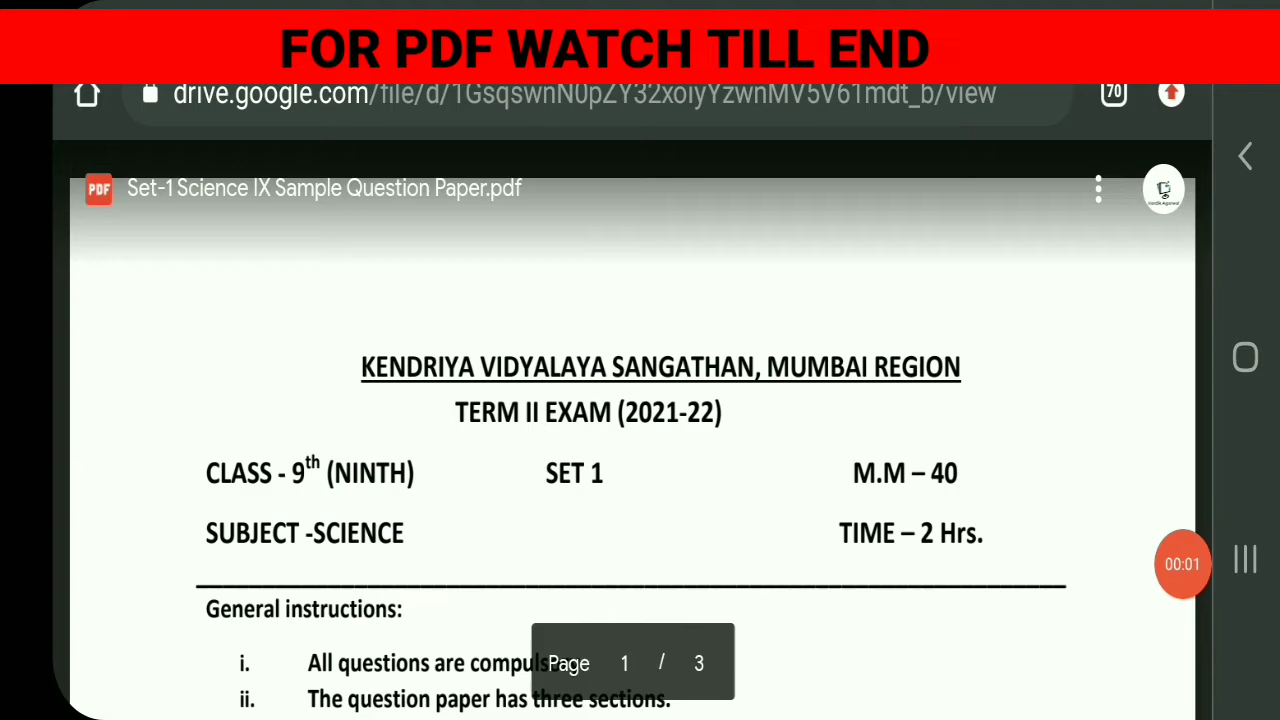 FOR PDF WATCH TILL END
drive.google.com/file/d/1GsqswnN0pZY32xoiyYzwnMV5V61mdt_b/view
70
PDF Set-1 Science IX Sample Question Paper.pdf
KENDRIYA VIDYALAYA SANGATHAN, MUMBAI REGION
TERM II EXAM (2021-22)
CLASS - 9th (NINTH) SET 1 M.M – 40
SUBJECT -SCIENCE TIME – 2 Hrs.
00:01
General instructions:
i. All questions are
Page 1 / 3
ii. The question paper has three sections.